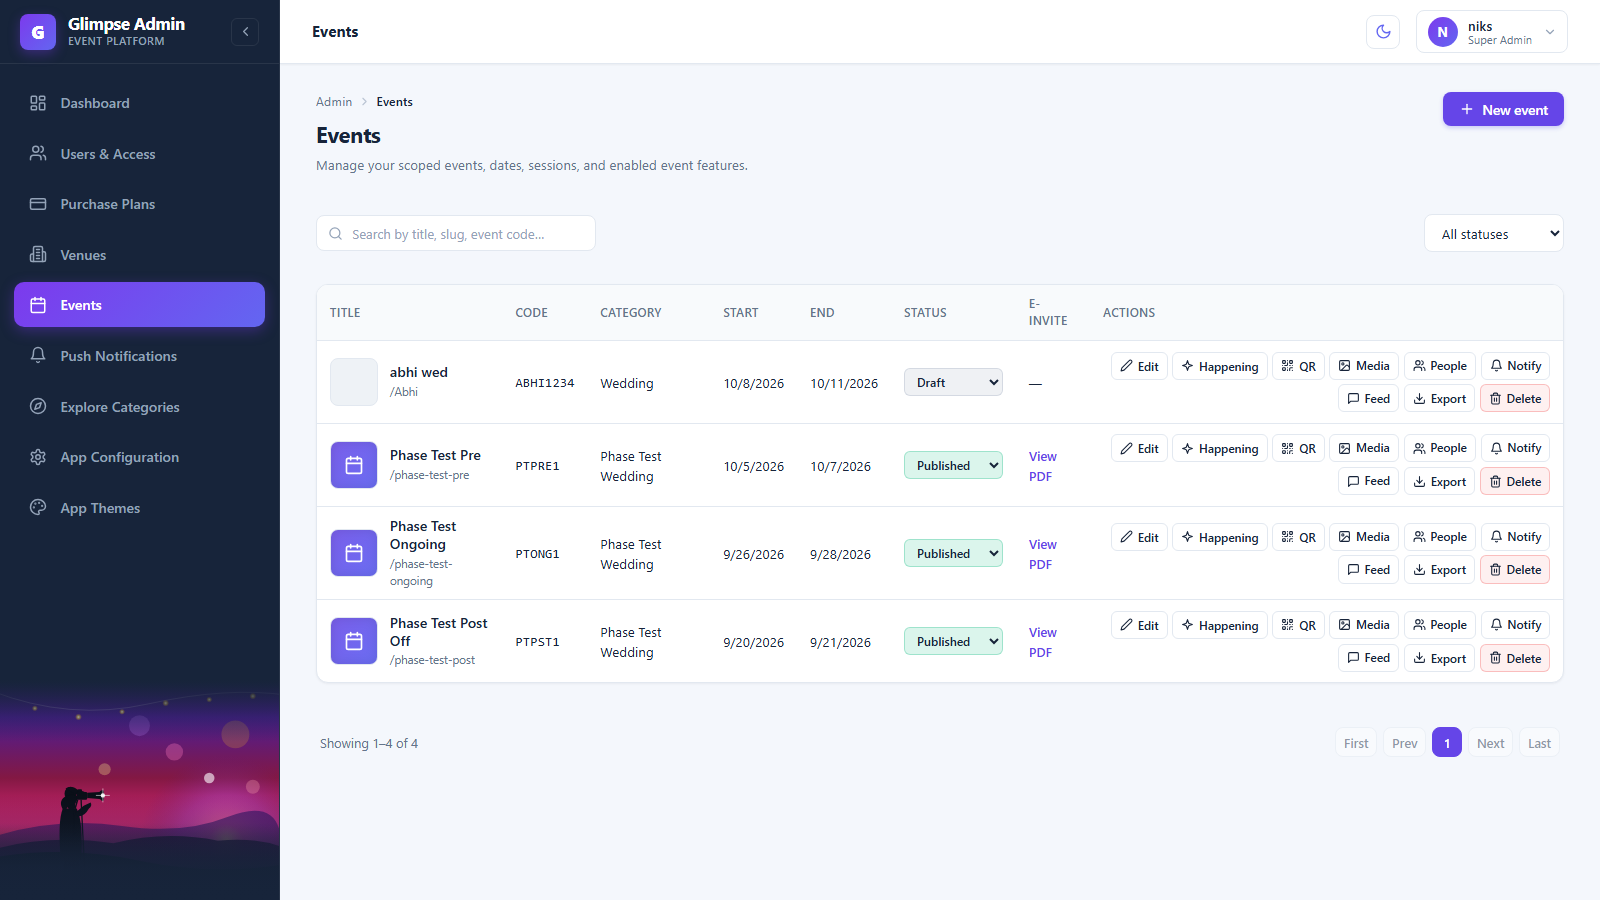 G
Glimpse Admin
EVENT PLATFORM
Dashboard
Users & Access
Purchase Plans
Venues
Events
Push Notifications
Explore Categories
App Configuration
App Themes
Events
N
niks
Super Admin
Admin
Events
Events
Manage your scoped events, dates, sessions, and enabled event features.
New event
Search by title, slug, event code...
All statuses
TITLE CODE CATEGORY START END STATUS E-
INVITE ACTIONS
abhi wed
/Abhi
ABHI1234
Wedding
10/8/2026
10/11/2026
Draft
—
Edit Happening QR Media People Notify
Feed Export Delete
Phase Test Pre
/phase-test-pre
PTPRE1
Phase Test
Wedding
10/5/2026
10/7/2026
Published
View
PDF
Edit Happening QR Media People Notify
Feed Export Delete
Phase Test
Ongoing
/phase-test-
ongoing
PTONG1
Phase Test
Wedding
9/26/2026
9/28/2026
Published
View
PDF
Edit Happening QR Media People Notify
Feed Export Delete
Phase Test Post
Off
/phase-test-post
PTPST1
Phase Test
Wedding
9/20/2026
9/21/2026
Published
View
PDF
Edit Happening QR Media People Notify
Feed Export Delete
Showing 1–4 of 4
First Prev 1 Next Last